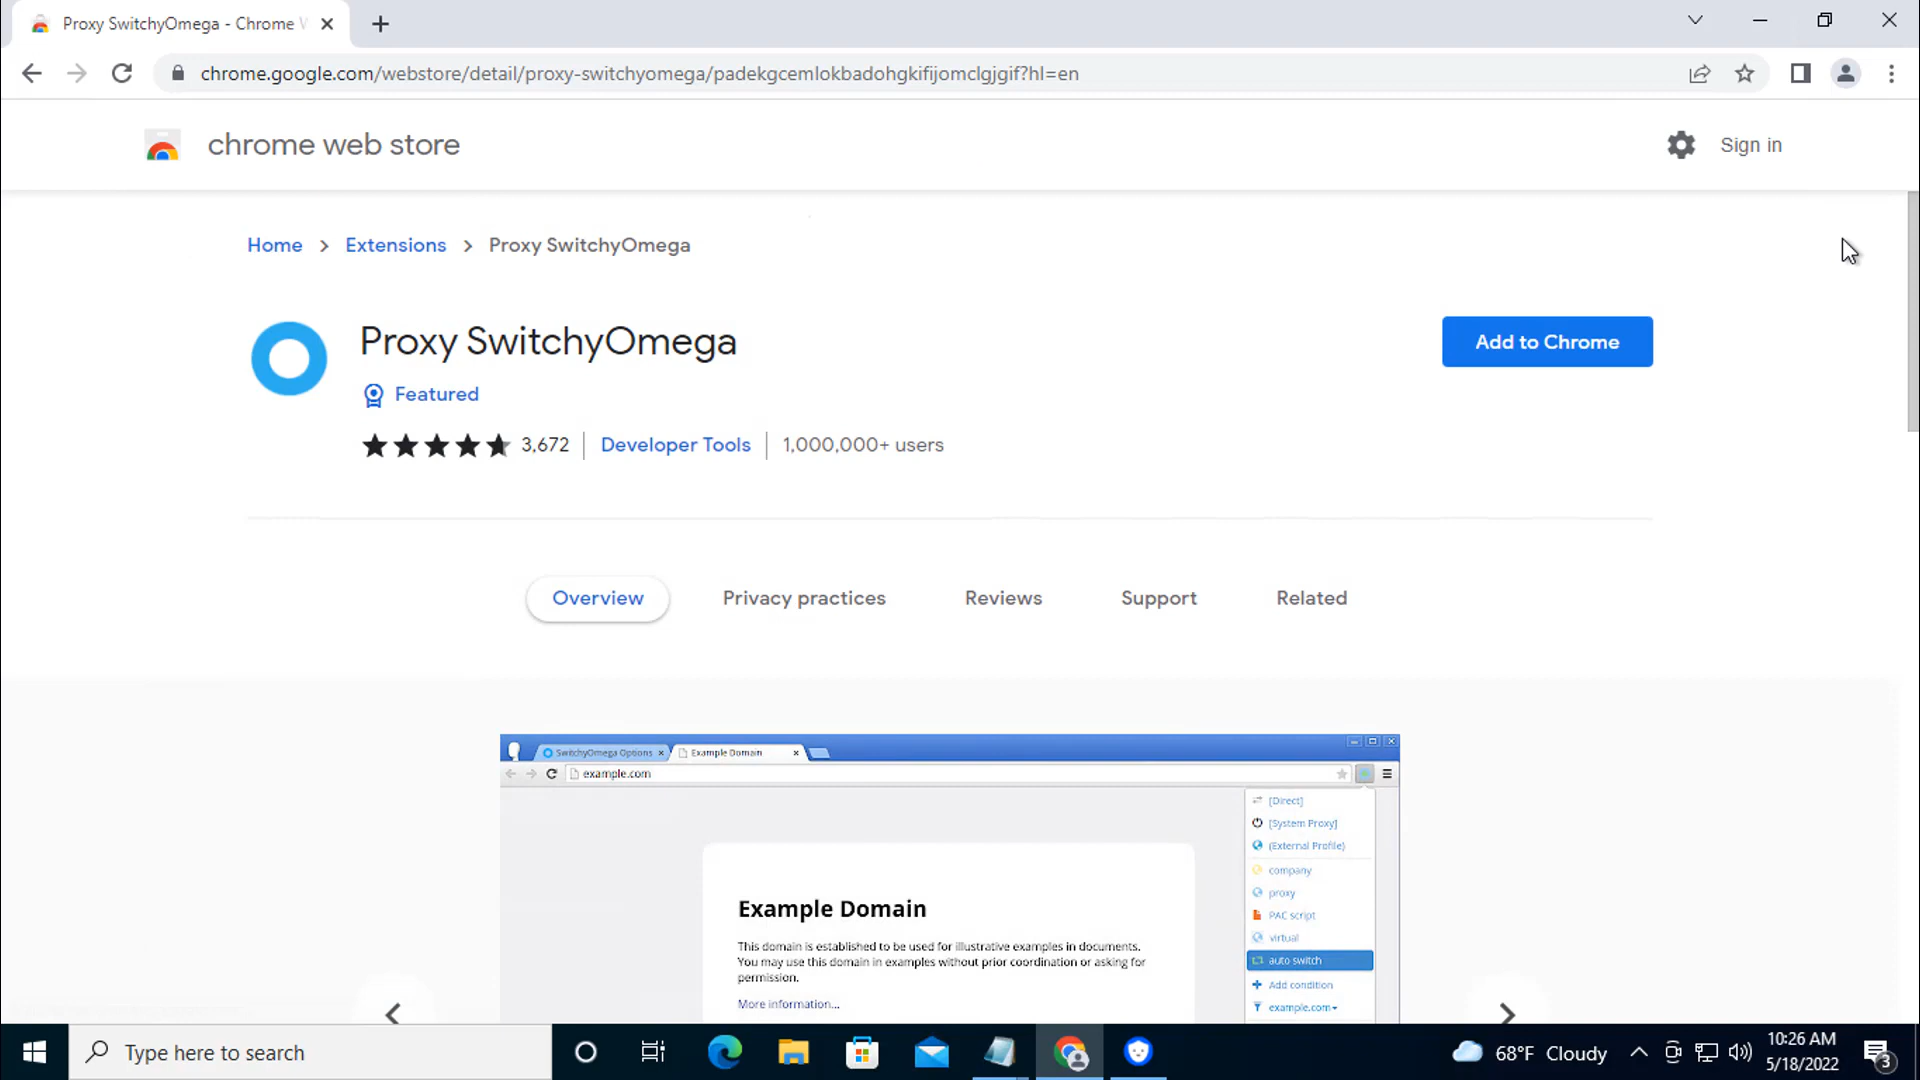 Proxy SwitchyOmega - Chrome W
chrome.google.com/webstore/detail/proxy-switchyomega/padekgcemlokbadohgkifijomclgjgif?hl=en
chrome web store
Sign in
Home > Extensions > Proxy SwitchyOmega
Proxy SwitchyOmega
Add to Chrome
Featured
3,672
Developer Tools
1,000,000+ users
Overview
Privacy practices
Reviews
Support
Related
SwitchyOmega Options
Example Domain
example.com
[Direct]
[System Proxy]
(External Profile)
company
proxy
PAC script
virtual
auto switch
Add condition
example.com
Example Domain
This domain is established to be used for illustrative examples in documents.
You may use this domain in examples without prior coordination or asking for
permission.
More information...
Type here to search
68°F Cloudy
10:26 AM
5/18/2022
3